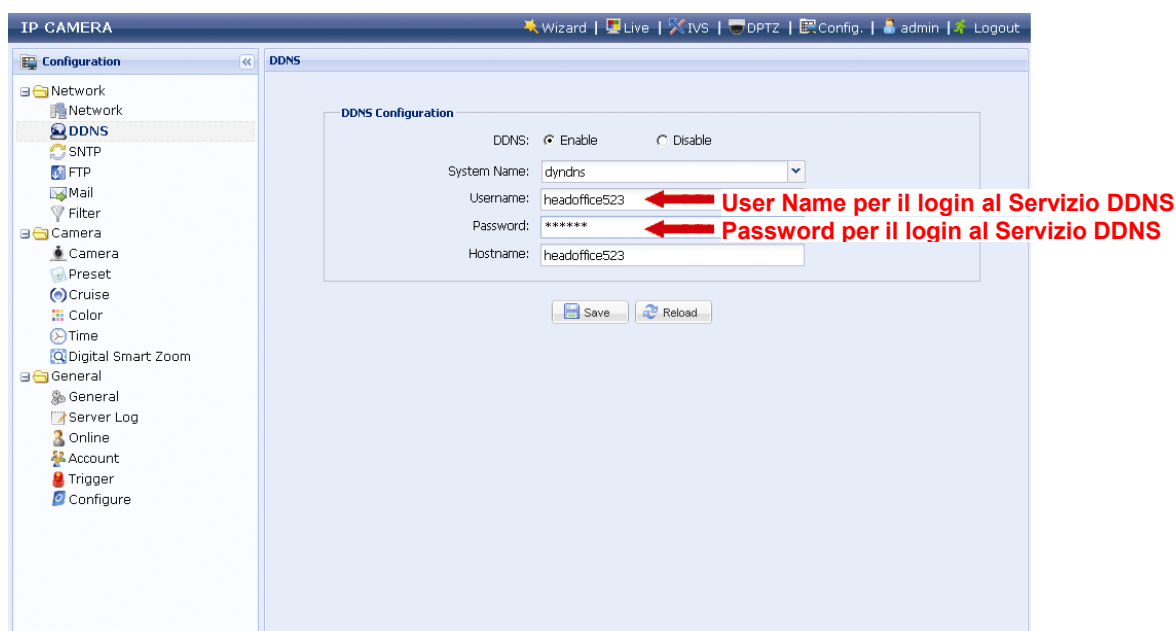 IP CAMERA
Wizard | Live | IVS | DPTZ | Config. | admin | Logout
Configuration
DDNS
Network
Network
DDNS
SNTP
FTP
Mail
Filter
Camera
Camera
Preset
Cruise
Color
Time
Digital Smart Zoom
General
General
Server Log
Online
Account
Trigger
Configure
DDNS Configuration
DDNS: Enable Disable
System Name: dyndns
Username: headoffice523 User Name per il login al Servizio DDNS
Password: ****** Password per il login al Servizio DDNS
Hostname: headoffice523
Save Reload